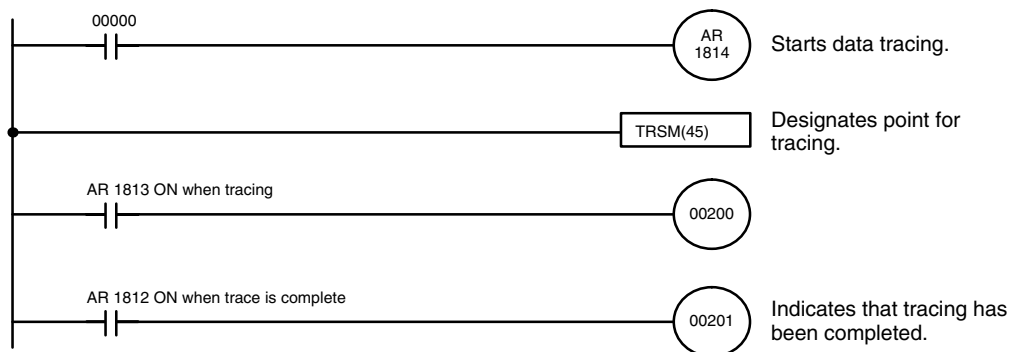 00000
AR
1814
Starts data tracing.
TRSM(45)
Designates point for
tracing.
AR 1813 ON when tracing
00200
AR 1812 ON when trace is complete
00201
Indicates that tracing has
been completed.